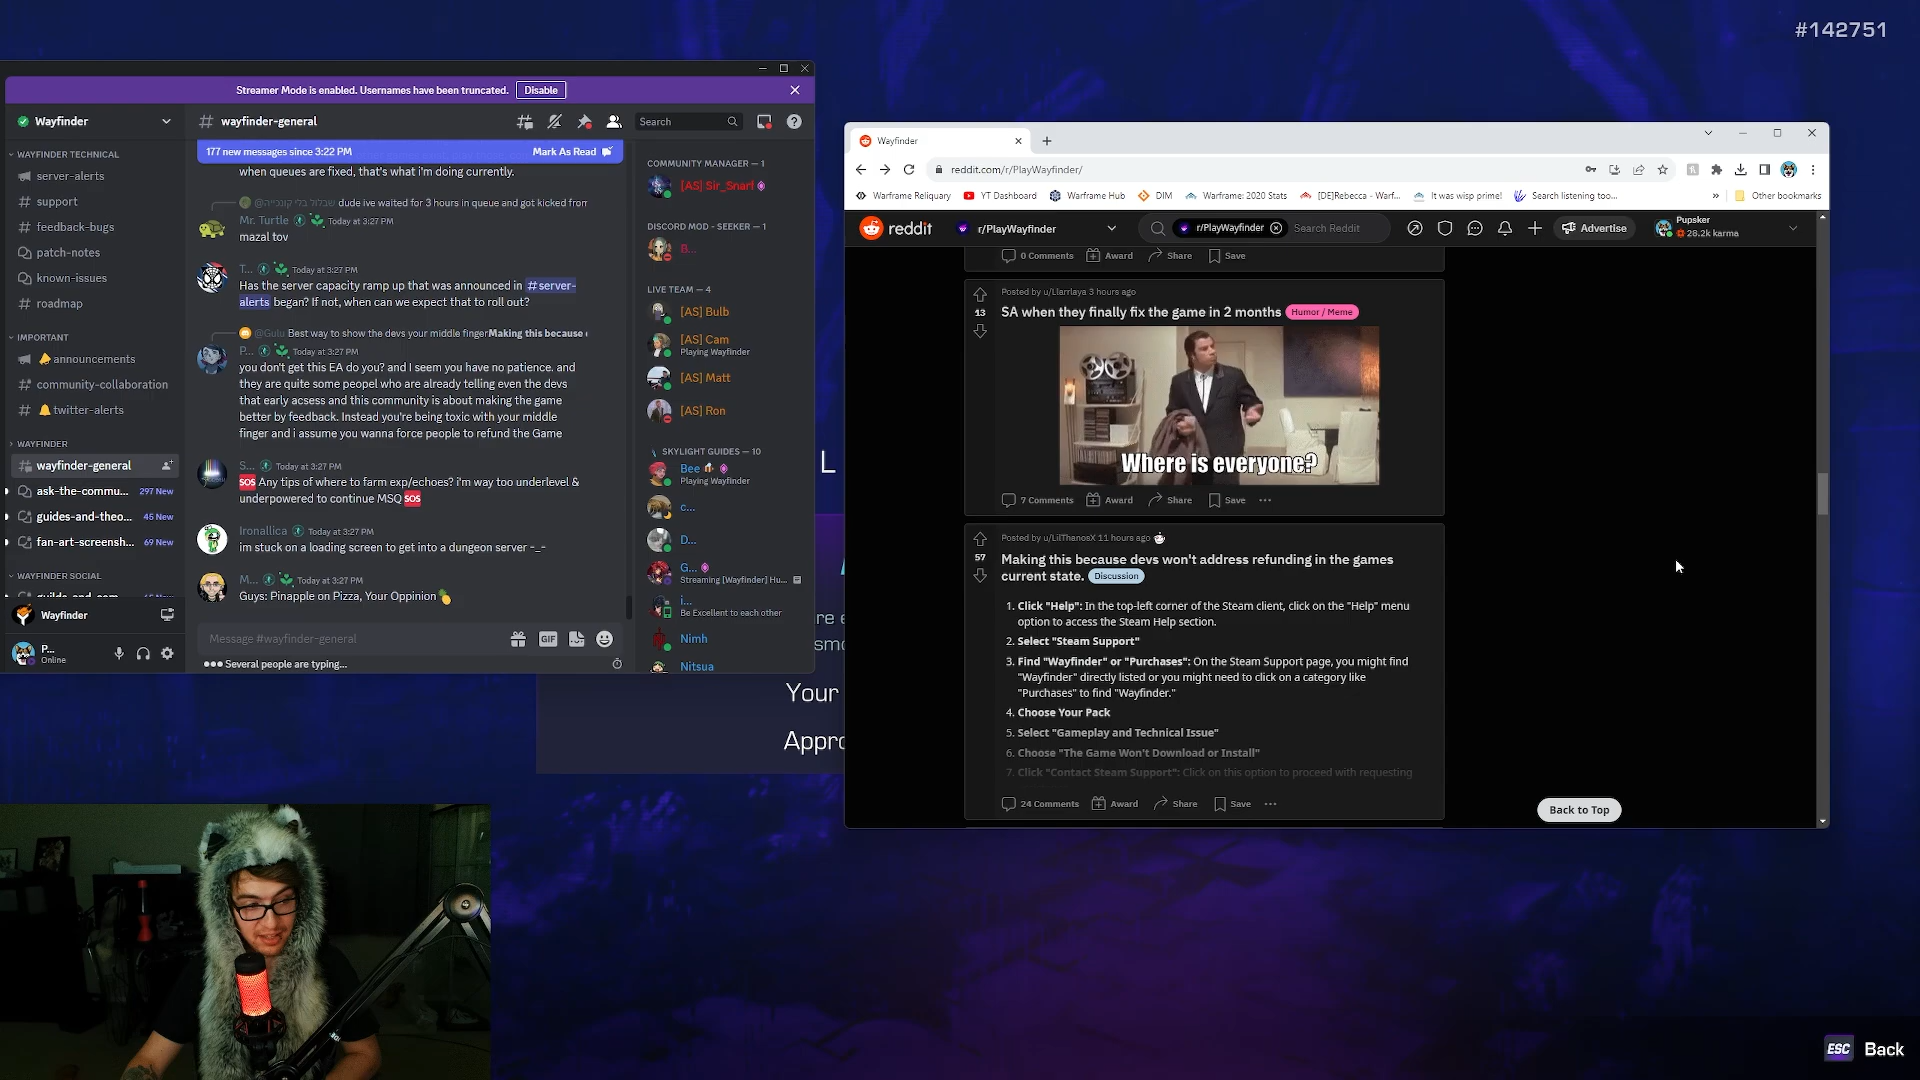 #142751
Streamer Mode is enabled. Usernames have been truncated. Disable
Wayfinder
WAYFINDER TECHNICAL
server-alerts
support
feedback-bugs
patch-notes
known-issues
roadmap
IMPORTANT
announcements
community-collaboration
twitter-alerts
WAYFINDER
wayfinder-general
ask-the-commu... 297 New
guides-and-theo... 45 New
fan-art-screensh... 69 New
WAYFINDER SOCIAL
Wayfinder
P...
Online
wayfinder-general
Search
177 new messages since 3:22 PM Mark As Read
when queues are fixed, that's what i'm doing currently.
dude ive waited for 3 hours in queue and got kicked from
Mr. Turtle Today at 3:27 PM
mazal tov
T... Today at 3:27 PM
Has the server capacity ramp up that was announced in #server-
alerts began? If not, when can we expect that to roll out?
@Gulu Best way to show the devs your middle fingerMaking this because
P... Today at 3:27 PM
you don't get this EA do you? and I seem you have no patience. and
they are quite some peopel who are already telling even the devs
that early acsess and this community is about making the game
better by feedback. Instead you're being toxic with your middle
finger and i assume you wanna force people to refund the Game
S... Today at 3:27 PM
SOS Any tips of where to farm exp/echoes? i'm way too underlevel &
underpowered to continue MSQ SOS
Ironallica Today at 3:27 PM
im stuck on a loading screen to get into a dungeon server -_-
M... Today at 3:27 PM
Guys: Pinapple on Pizza, Your Oppinion
Message #wayfinder-general
GIF
Several people are typing...
COMMUNITY MANAGER — 1
[AS] Sir_Snarf
DISCORD MOD - SEEKER — 1
B...
LIVE TEAM — 4
[AS] Bulb
[AS] Cam
Playing Wayfinder
[AS] Matt
[AS] Ron
SKYLIGHT GUIDES — 10
Bee
Playing Wayfinder
c...
D...
G...
Streaming [Wayfinder] Hu...
i...
Be Excellent to each other
Nimh
Nitsua
L
A
re e
smo
Your
Appro
Wayfinder
reddit.com/r/PlayWayfinder/
Warframe Reliquary YT Dashboard Warframe Hub DIM Warframe: 2020 Stats [DE]Rebecca - Warf... It was wisp prime! Search listening too... » Other bookmarks
reddit r/PlayWayfinder r/PlayWayfinder Search Reddit Advertise Pupsker
28.2k karma
0 Comments Award Share Save
Posted by u/Llarrlaya 3 hours ago
13 SA when they finally fix the game in 2 months Humor / Meme
Where is everyone?
7 Comments Award Share Save
Posted by u/LilThanosX 11 hours ago
57 Making this because devs won't address refunding in the games
current state. Discussion
1. Click "Help": In the top-left corner of the Steam client, click on the "Help" menu
option to access the Steam Help section.
2. Select "Steam Support"
3. Find "Wayfinder" or "Purchases": On the Steam Support page, you might find
"Wayfinder" directly listed or you might need to click on a category like
"Purchases" to find "Wayfinder."
4. Choose Your Pack
5. Select "Gameplay and Technical Issue"
6. Choose "The Game Won't Download or Install"
7. Click "Contact Steam Support": Click on this option to proceed with requesting
24 Comments Award Share Save
Back to Top
ESC Back